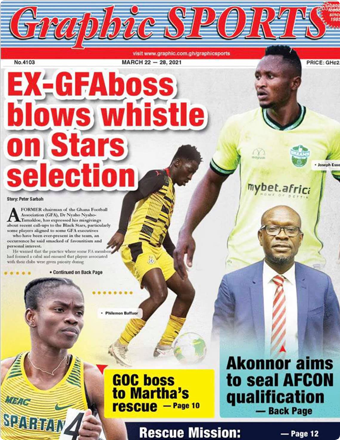 Graphic SPORTS
visit www.graphic.com.gh/graphicsports
No.4103 MARCH 22 — 28, 2021 PRICE: GH¢2
EX-GFAboss
blows whistle
on Stars
selection
Story: Peter Sarbah
A FORMER chairman of the Ghana Football
Association (GFA), Dr Nyaho Nyaho-
Tamakloe, has expressed his misgivings
about recent call-ups to the Black Stars, particularly
some players aligned to some GFA executives
who have been ever-present in the team, an
occurrence he said smacked of favouritism and
personal interest.
He warned that the practice where some FA members
had formed a cabal and ensured that players associated
with their clubs were given priority during
• Continued on Back Page
mybet.africa
• Joseph
• Philemon Baffour
MEAC
SPARTAN
4
GOC boss
to Martha's
rescue — Page 10
Akonnor aims
to seal AFCON
qualification
— Back Page
Rescue Mission: — Page 12